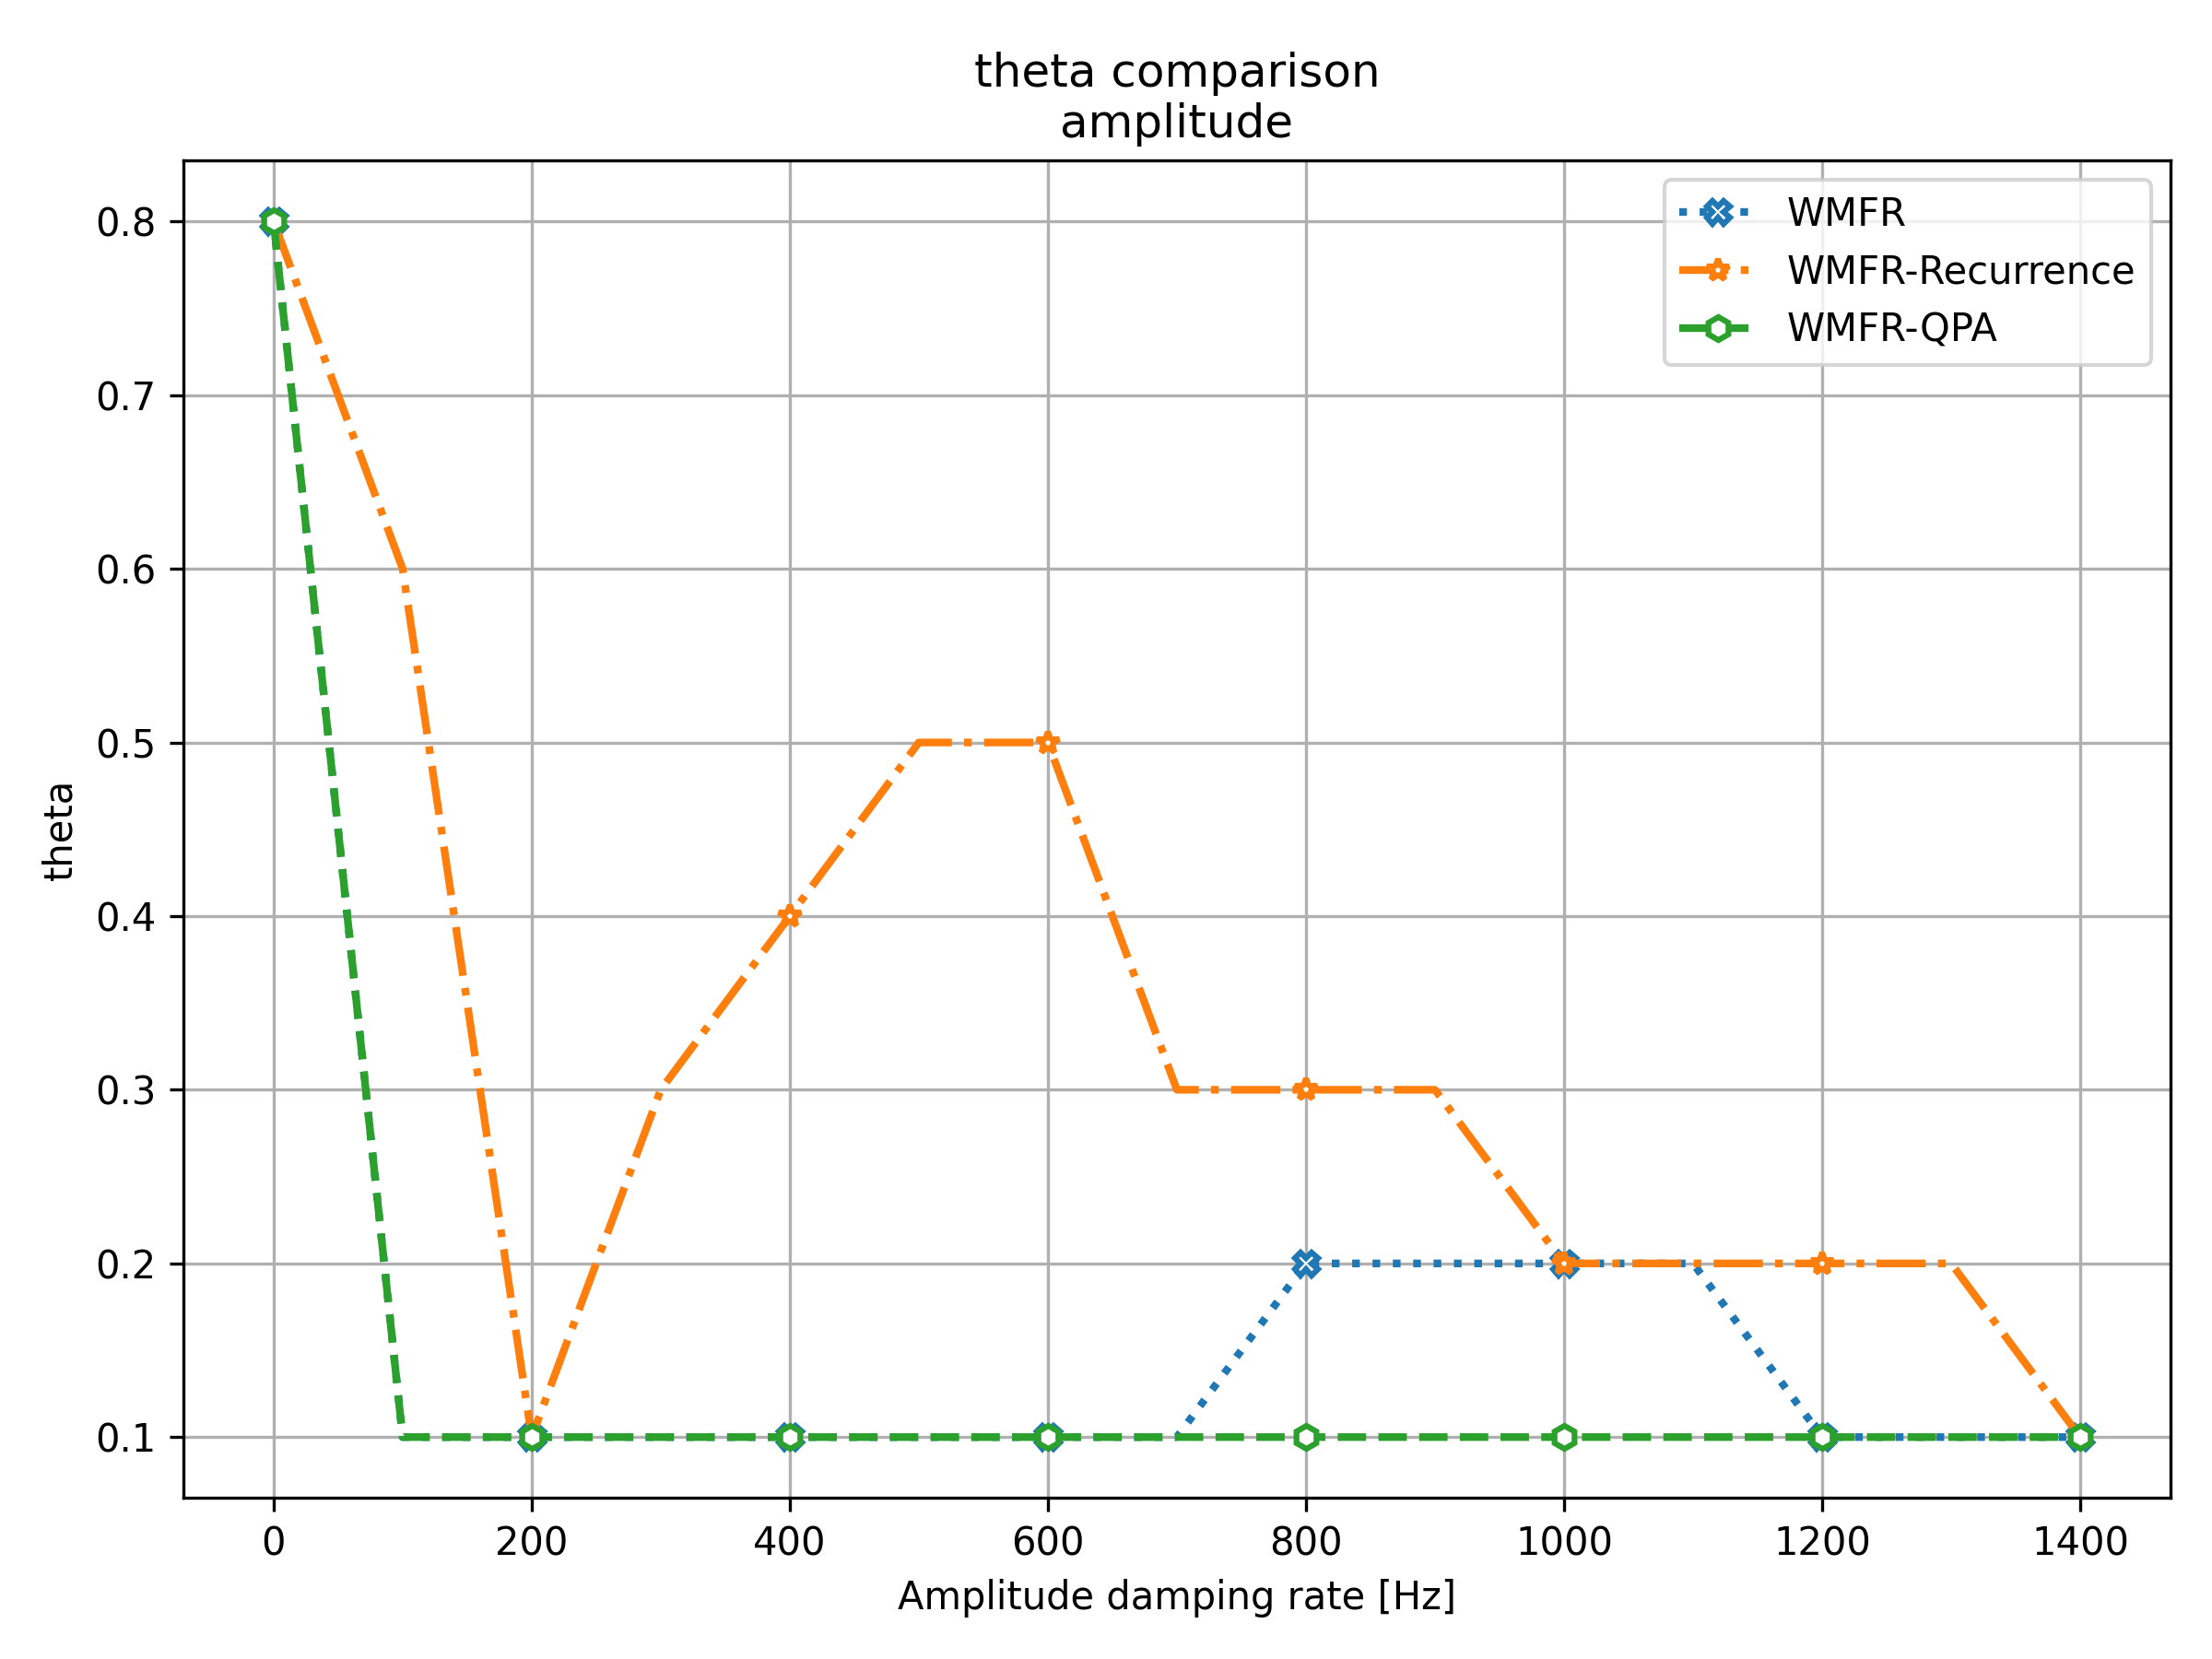 theta comparison
amplitude
WMFR
WMFR-Recurrence
WMFR-QPA
theta
0.8
0.7
0.6
0.5
0.4
0.3
0.2
0.1
0
200
400
600
800
1000
1200
1400
Amplitude damping rate [Hz]